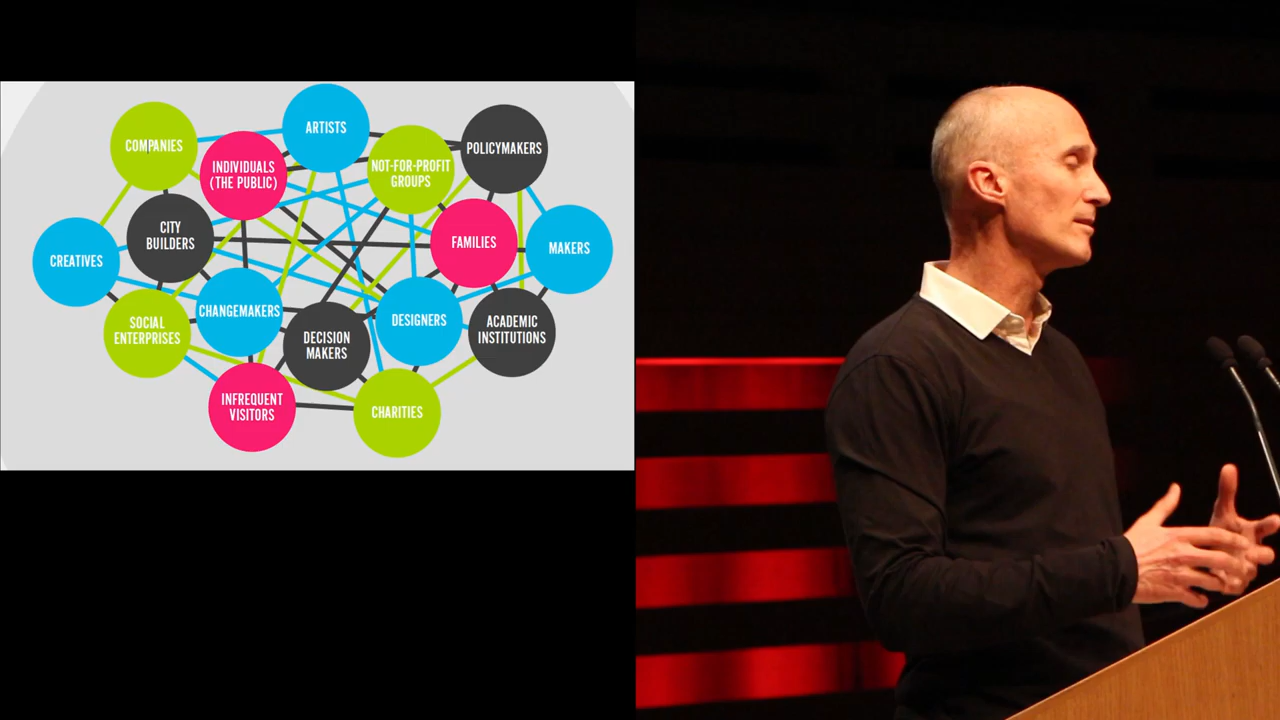 ARTISTS
COMPANIES
POLICYMAKERS
INDIVIDUALS
(THE PUBLIC)
NOT-FOR-PROFIT
GROUPS
CITY
BUILDERS
FAMILIES
MAKERS
CREATIVES
CHANGEMAKERS
DESIGNERS
SOCIAL
ENTERPRISES
DECISION
MAKERS
ACADEMIC
INSTITUTIONS
INFREQUENT
VISITORS
CHARITIES